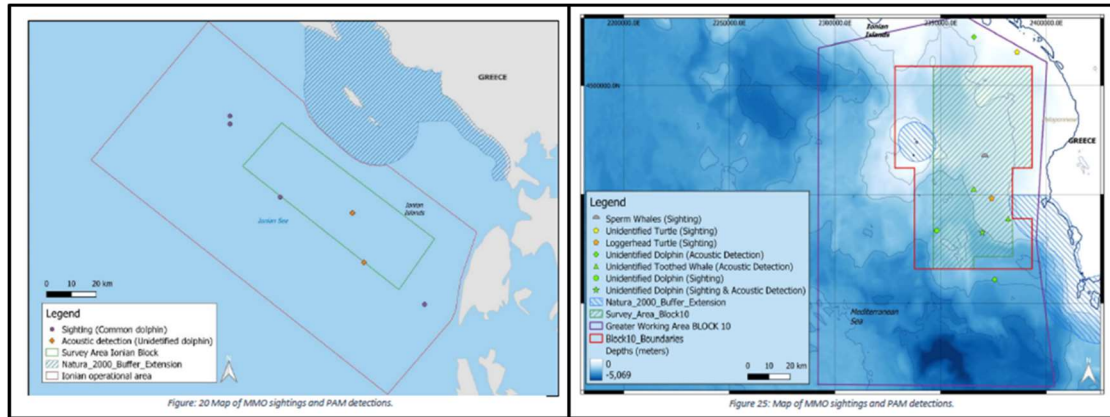 GREECE
Ionian
Islands
Ionian Sea
0 10 20 km
Legend
Sighting (Common dolphin)
Acoustic detection (Unidetified dolphin)
Survey Area Ionian Block
Natura_2000_Buffer_Extension
Ionian operational area
Figure: 20 Map of MMO sightings and PAM detections.
Ionian
Islands
GREECE
Legend
Sperm Whales (Sighting)
Unidentified Turtle (Sighting)
Loggerhead Turtle (Sighting)
Unidentified Dolphin (Acoustic Detection)
Unidentified Toothed Whale (Acoustic Detection)
Unidentified Dolphin (Sighting)
Unidentified Dolphin (Sighting & Acoustic Detection)
Natura_2000_Buffer_Extension
Survey_Area_Block10
Greater Working Area BLOCK 10
Block10_Boundaries
Depths (meters)
0
-5,069
Mediterranean
Sea
0 10 20 km
Figure 25: Map of MMO sightings and PAM detections.